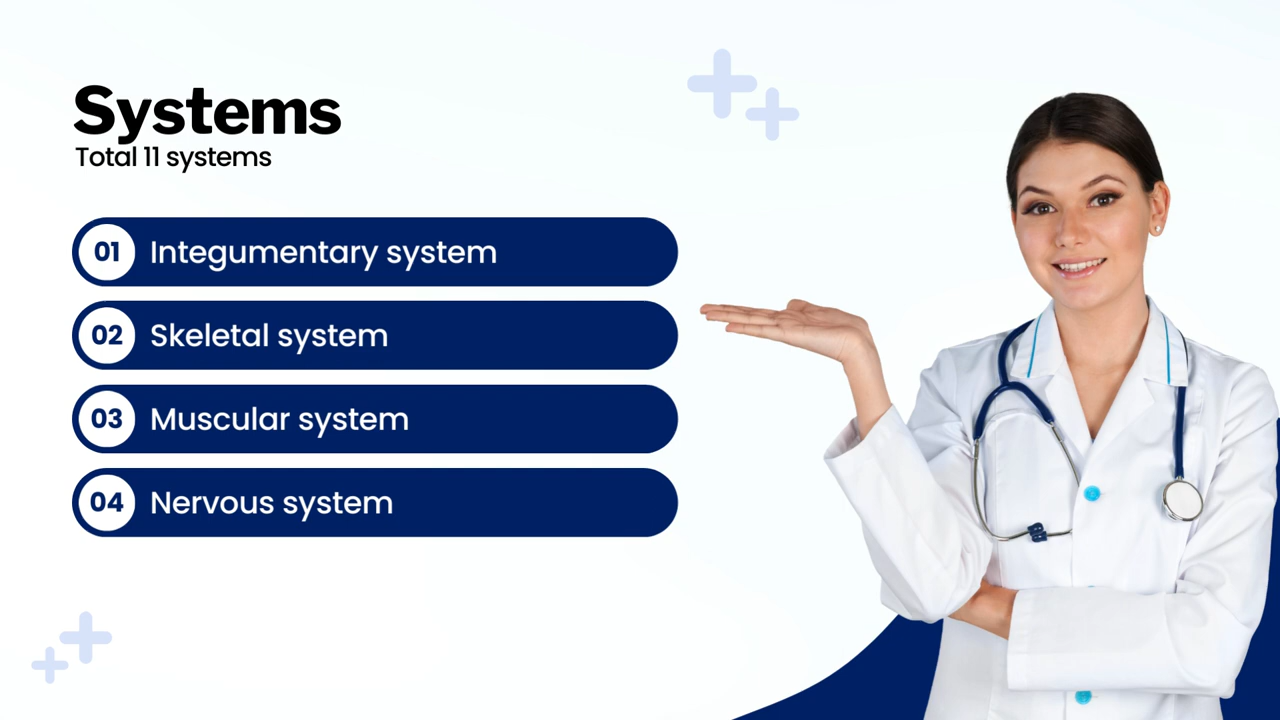 Systems
Total 11 systems
01 Integumentary system
02 Skeletal system
03 Muscular system
04 Nervous system